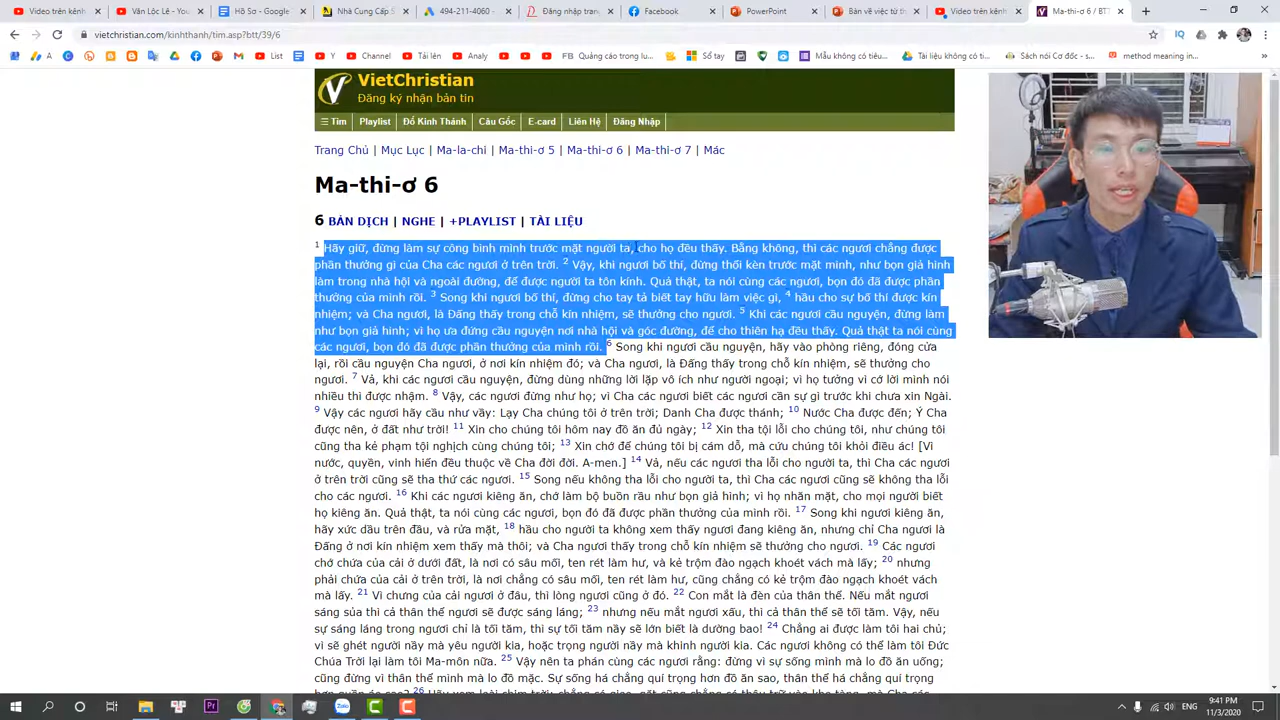 Hồ Sơ - Google
Nhà Cung Cấp S
494-211-4060 -
Đăng nhập trang
Facebook
PowerPoint
Bàn về việc từ th
Video trên kênh
Ma-thi-ơ 6 / BT
Văn Lộc Lê - Yout
Video trên kênh
vietchristian.com/kinhthanh/tim.asp?btt/39/6
List
Y
Channel
Tải lên
Analy
FB Quảng cáo trong lu...
Sổ tay
Mẫu không có tiêu...
Tài liệu không có ti...
Sách nói Cơ đốc - s...
method meaning in...
VietChristian
Đăng ký nhận bản tin
☰ Tìm | Playlist | Đố Kinh Thánh | Câu Gốc | E-card | Liên Hệ | Đăng Nhập
Trang Chủ | Mục Lục | Ma-la-chi | Ma-thi-ơ 5 | Ma-thi-ơ 6 | Ma-thi-ơ 7 | Mác
Ma-thi-ơ 6
6 BẢN DỊCH | NGHE | +PLAYLIST | TÀI LIỆU
1 Hãy giữ, đừng làm sự công bình mình trước mặt người ta, cho họ đều thấy. Bằng không, thì các ngươi chẳng được
phần thưởng gì của Cha các ngươi ở trên trời. 2 Vậy, khi ngươi bố thí, đừng thổi kèn trước mặt mình, như bọn giả hình
làm trong nhà hội và ngoài đường, để được người ta tôn kính. Quả thật, ta nói cùng các ngươi, bọn đó đã được phần
thưởng của mình rồi. 3 Song khi ngươi bố thí, đừng cho tay tả biết tay hữu làm việc gì, 4 hầu cho sự bố thí được kín
nhiệm; và Cha ngươi, là Đấng thấy trong chỗ kín nhiệm, sẽ thưởng cho ngươi. 5 Khi các ngươi cầu nguyện, đừng làm
như bọn giả hình; vì họ ưa đứng cầu nguyện nơi nhà hội và góc đường, để cho thiên hạ đều thấy. Quả thật ta nói cùng
các ngươi, bọn đó đã được phần thưởng của mình rồi. 6 Song khi ngươi cầu nguyện, hãy vào phòng riêng, đóng cửa
lại, rồi cầu nguyện Cha ngươi, ở nơi kín nhiệm đó; và Cha ngươi, là Đấng thấy trong chỗ kín nhiệm, sẽ thưởng cho
ngươi. 7 Vả, khi các ngươi cầu nguyện, đừng dùng những lời lặp vô ích như người ngoại; vì họ tưởng vì cớ lời mình nói
nhiều thì được nhậm. 8 Vậy, các ngươi đừng như họ; vì Cha ngươi biết các ngươi cần sự gì trước khi chưa xin Ngài.
9 Vậy các ngươi hãy cầu như vầy: Lạy Cha chúng tôi ở trên trời; Danh Cha được thánh; 10 Nước Cha được đến; Ý Cha
được nên, ở đất như trời! 11 Xin cho chúng tôi hôm nay đồ ăn đủ ngày; 12 Xin tha tội lỗi cho chúng tôi, như chúng tôi
cũng tha kẻ phạm tội nghịch cùng chúng tôi; 13 Xin chớ để chúng tôi bị cám dỗ, mà cứu chúng tôi khỏi điều ác! [Vì
nước, quyền, vinh hiển đều thuộc về Cha đời đời. A-men.] 14 Vả, nếu các ngươi tha lỗi cho người ta, thì Cha các ngươi
ở trên trời cũng sẽ tha thứ các ngươi. 15 Song nếu không tha lỗi cho người ta, thì Cha các ngươi cũng sẽ không tha lỗi
cho các ngươi. 16 Khi các ngươi kiêng ăn, chớ làm bộ buồn rầu như bọn giả hình; vì họ nhăn mặt, cho mọi người biết
họ kiêng ăn. Quả thật, ta nói cùng các ngươi, bọn đó đã được phần thưởng của mình rồi. 17 Song khi ngươi kiêng ăn,
hãy xức dầu trên đầu, và rửa mặt, 18 hầu cho người ta không xem thấy ngươi đang kiêng ăn, nhưng chỉ Cha ngươi là
Đấng ở nơi kín nhiệm xem thấy mà thôi; và Cha ngươi thấy trong chỗ kín nhiệm sẽ thưởng cho ngươi. 19 Các ngươi
chớ chứa của cải ở dưới đất, là nơi có sâu mối, ten rét làm hư, và kẻ trộm đào ngạch khoét vách mà lấy; 20 nhưng
phải chứa của cải ở trên trời, là nơi chẳng có sâu mối, ten rét làm hư, cũng chẳng có kẻ trộm đào ngạch khoét vách
mà lấy. 21 Vì chưng của cải ngươi ở đâu, thì lòng ngươi cũng ở đó. 22 Con mắt là đèn của thân thể. Nếu mắt ngươi
sáng sủa thì cả thân thể ngươi sẽ được sáng láng; 23 nhưng nếu mắt ngươi xấu, thì cả thân thể sẽ tối tăm. Vậy, nếu
sự sáng láng trong ngươi chỉ là tối tăm, thì sự tối tăm nầy sẽ lớn biết là dường bao! 24 Chẳng ai được làm tôi hai chủ;
vì sẽ ghét người nầy mà yêu người kia, hoặc trọng người nầy mà khinh người kia. Các ngươi không có thể làm tôi Đức
Chúa Trời lại làm tôi Ma-môn nữa. 25 Vậy nên ta phán cùng các ngươi rằng: đừng vì sự sống mình mà lo đồ ăn uống;
cũng đừng vì thân thể mình mà lo đồ mặc. Sự sống há chẳng quí trọng hơn đồ ăn sao, thân thể há chẳng quí trọng
ENG
9:41 PM
11/3/2020